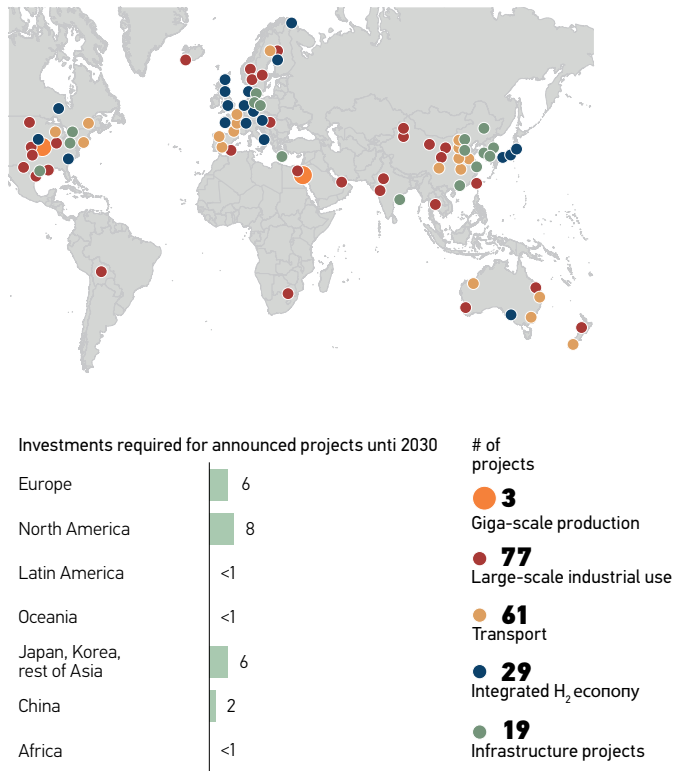 Investments required for announced projects unti 2030
Europe 6
North America 8
Latin America <1
Oceania <1
Japan, Korea,
rest of Asia 6
China 2
Africa <1
# of
projects
3
Giga-scale production
77
Large-scale industrial use
61
Transport
29
Integrated H₂ econony
19
Infrastructure projects